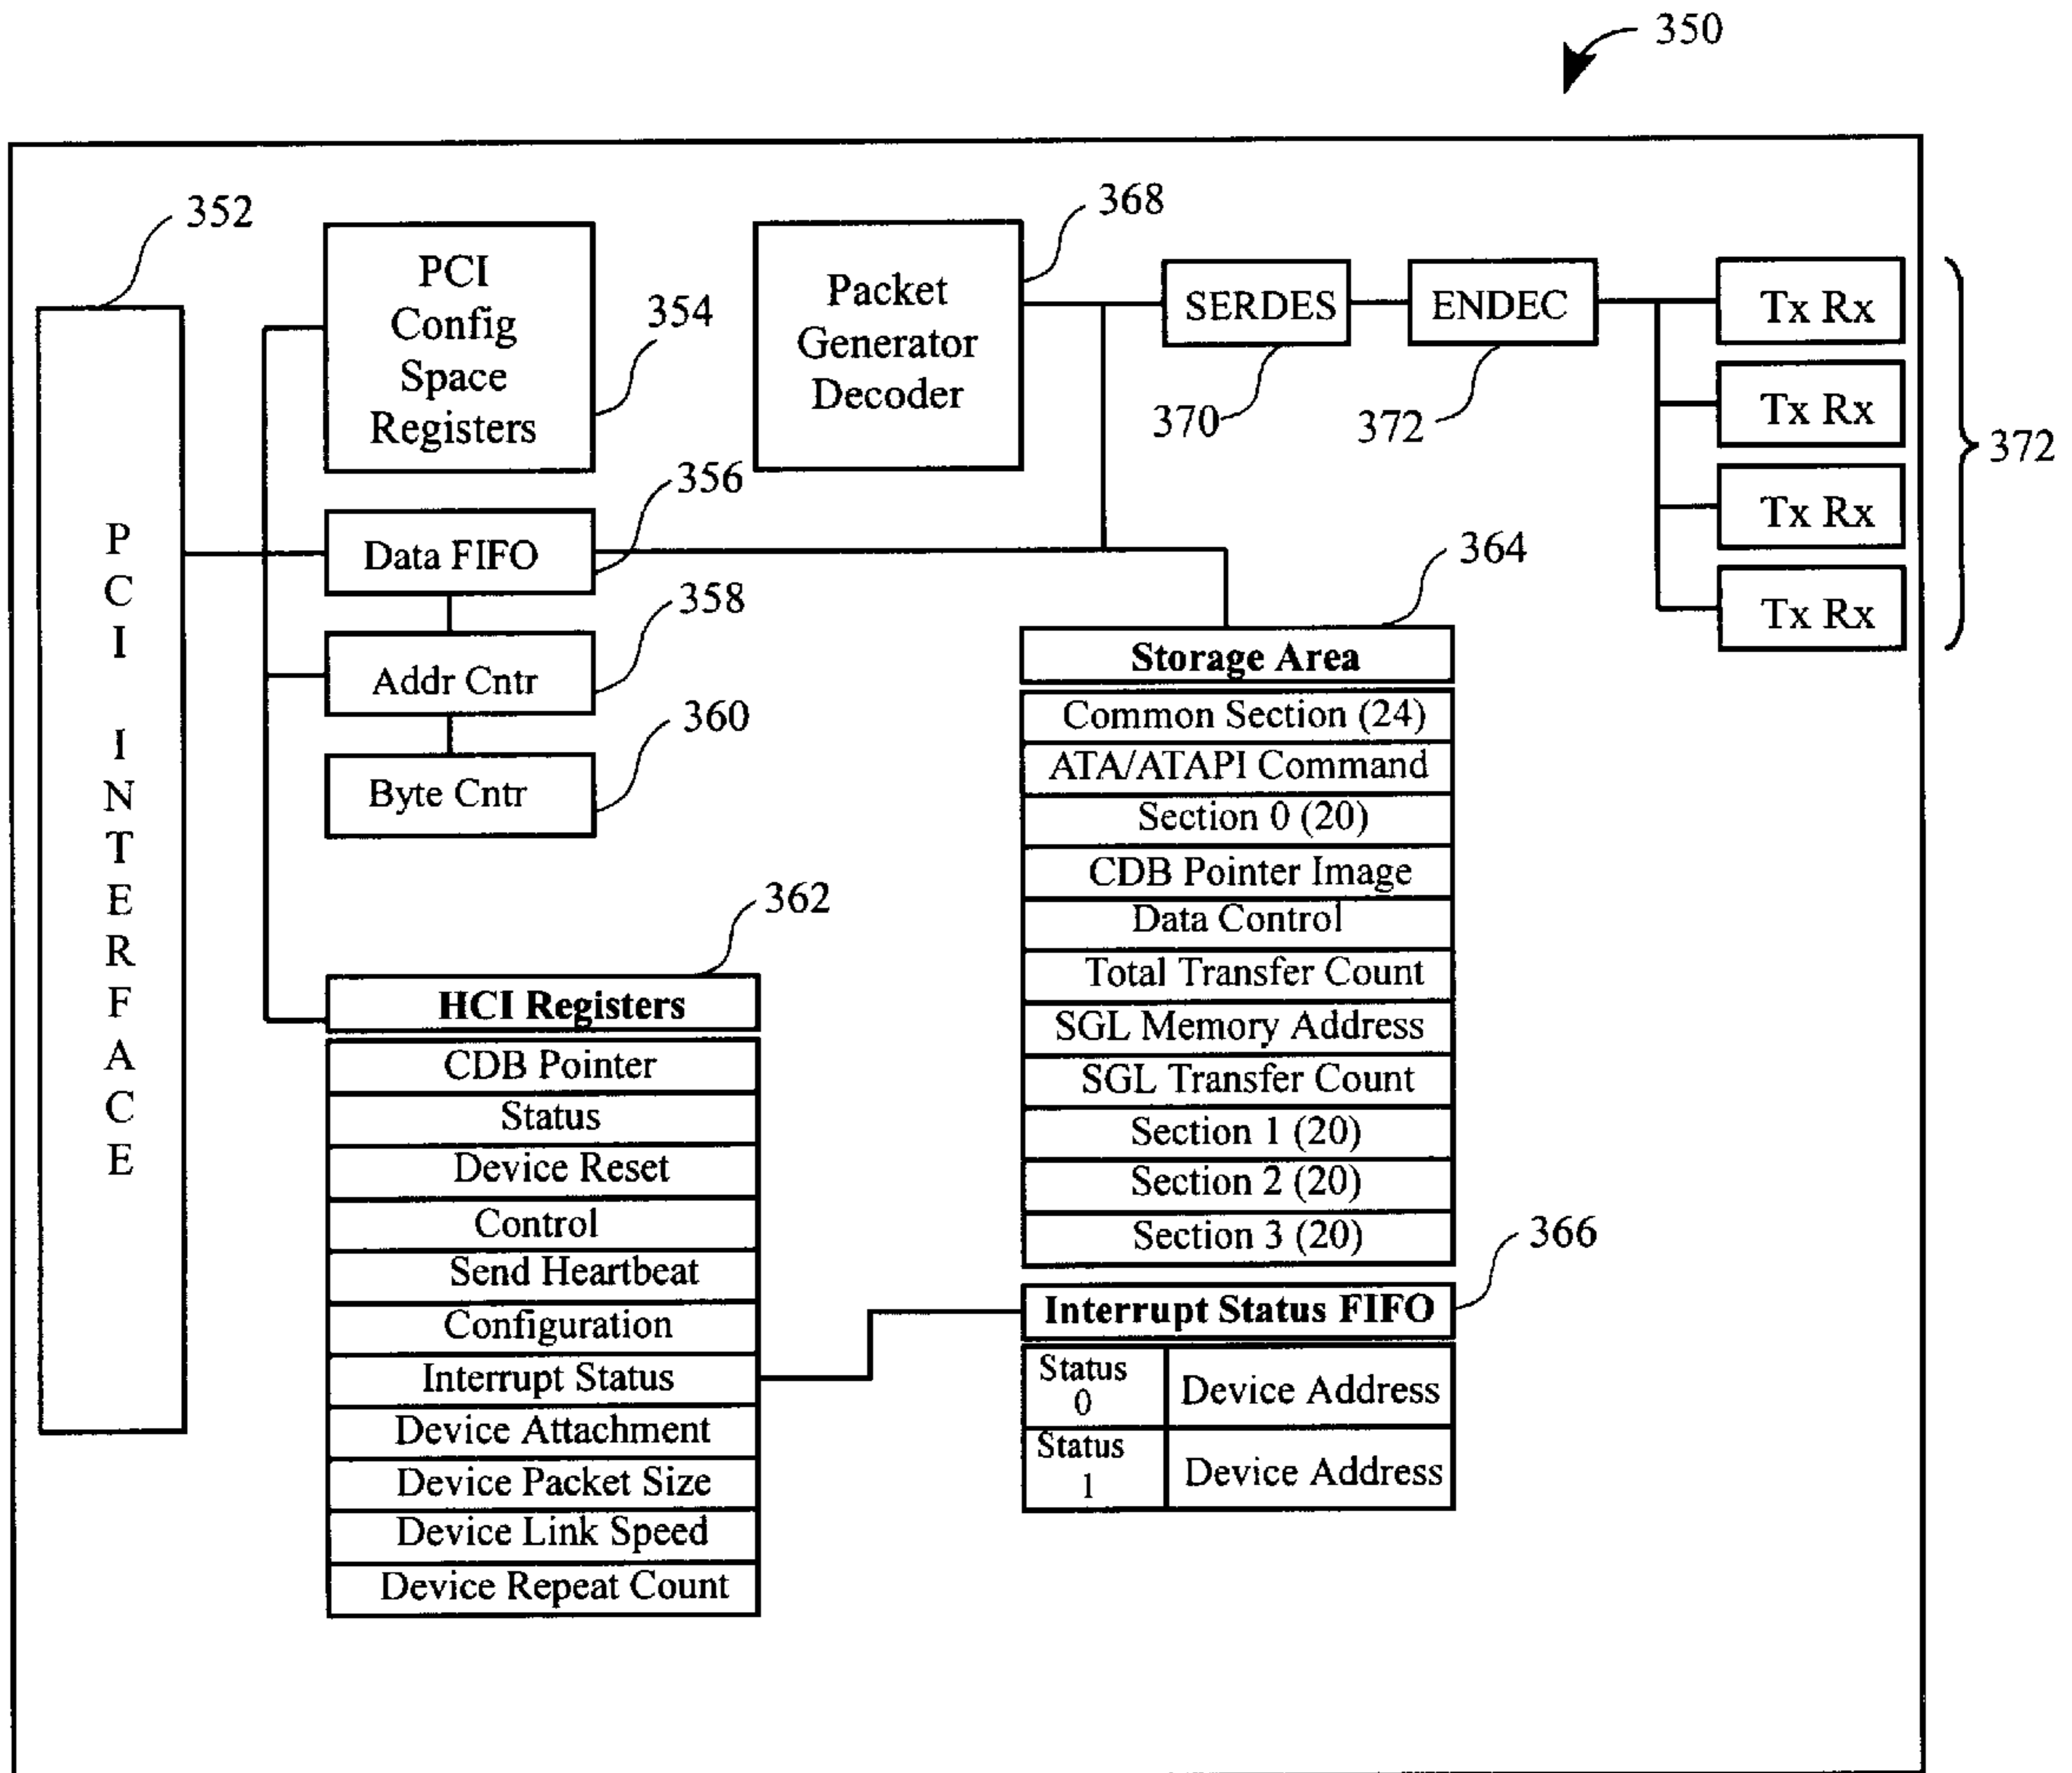 350
352
P
C
I
I
N
T
E
R
F
A
C
E
PCI
Config
Space
Registers
354
Packet
Generator
Decoder
368
SERDES
370
ENDEC
372
Tx Rx
Tx Rx
Tx Rx
Tx Rx
372
Data FIFO
356
Addr Cntr
358
Byte Cntr
360
HCI Registers
362
CDB Pointer
Status
Device Reset
Control
Send Heartbeat
Configuration
Interrupt Status
Device Attachment
Device Packet Size
Device Link Speed
Device Repeat Count
Storage Area
364
Common Section (24)
ATA/ATAPI Command
Section 0 (20)
CDB Pointer Image
Data Control
Total Transfer Count
SGL Memory Address
SGL Transfer Count
Section 1 (20)
Section 2 (20)
Section 3 (20)
Interrupt Status FIFO
366
Status
0
Device Address
Status
1
Device Address